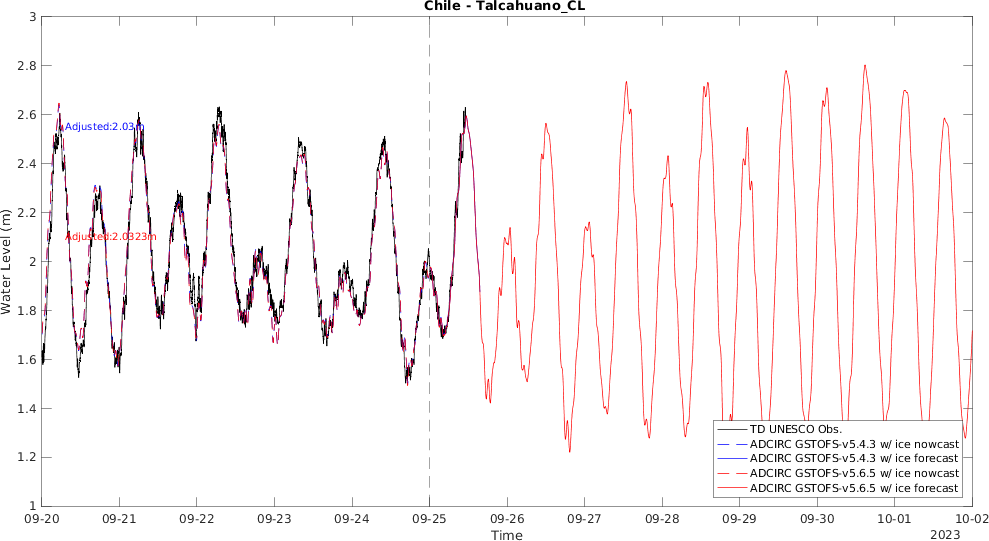 Chile - Talcahuano_CL
3
2.8
2.6
2.4
2.2
2
1.8
1.6
1.4
1.2
1
Water Level (m)
Adjusted:2.03m
Adjusted:2.0323m
TD UNESCO Obs.
ADCIRC GSTOFS-v5.4.3 w/ ice nowcast
ADCIRC GSTOFS-v5.4.3 w/ ice forecast
ADCIRC GSTOFS-v5.6.5 w/ ice nowcast
ADCIRC GSTOFS-v5.6.5 w/ ice forecast
09-20 09-21 09-22 09-23 09-24 09-25 09-26 09-27 09-28 09-29 09-30 10-01 10-02
Time
2023